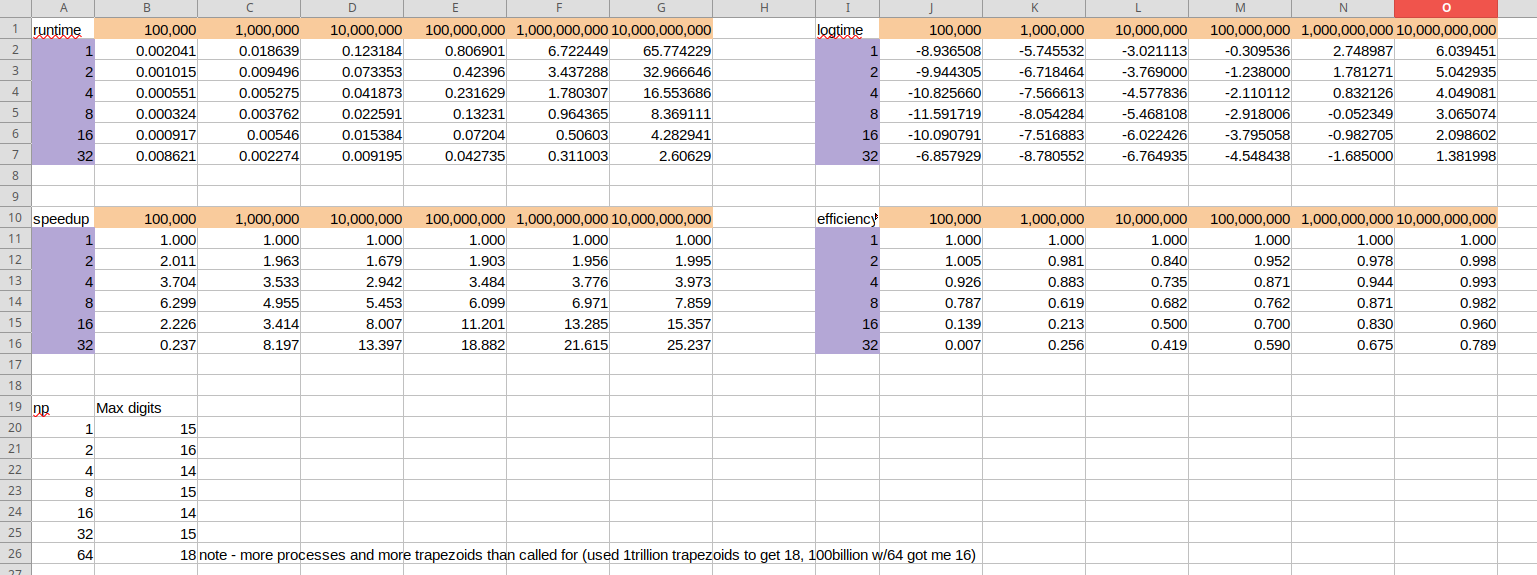 A B C D E F G H I J K L M N O
1 runtime 100,000 1,000,000 10,000,000 100,000,000 1,000,000,000 10,000,000,000 logtime 100,000 1,000,000 10,000,000 100,000,000 1,000,000,000 10,000,000,000
2 1 0.002041 0.018639 0.123184 0.806901 6.722449 65.774229 1 -8.936508 -5.745532 -3.021113 -0.309536 2.748987 6.039451
3 2 0.001015 0.009496 0.073353 0.42396 3.437288 32.966646 2 -9.944305 -6.718464 -3.769000 -1.238000 1.781271 5.042935
4 4 0.000551 0.005275 0.041873 0.231629 1.780307 16.553686 4 -10.825660 -7.566613 -4.577836 -2.110112 0.832126 4.049081
5 8 0.000324 0.003762 0.022591 0.13231 0.964365 8.369111 8 -11.591719 -8.054284 -5.468108 -2.918006 -0.052349 3.065074
6 16 0.000917 0.00546 0.015384 0.07204 0.50603 4.282941 16 -10.090791 -7.516883 -6.022426 -3.795058 -0.982705 2.098602
7 32 0.008621 0.002274 0.009195 0.042735 0.311003 2.60629 32 -6.857929 -8.780552 -6.764935 -4.548438 -1.685000 1.381998
8
9
10 speedup 100,000 1,000,000 10,000,000 100,000,000 1,000,000,000 10,000,000,000 efficiency 100,000 1,000,000 10,000,000 100,000,000 1,000,000,000 10,000,000,000
11 1 1.000 1.000 1.000 1.000 1.000 1.000 1 1.000 1.000 1.000 1.000 1.000 1.000
12 2 2.011 1.963 1.679 1.903 1.956 1.995 2 1.005 0.981 0.840 0.952 0.978 0.998
13 4 3.704 3.533 2.942 3.484 3.776 3.973 4 0.926 0.883 0.735 0.871 0.944 0.993
14 8 6.299 4.955 5.453 6.099 6.971 7.859 8 0.787 0.619 0.682 0.762 0.871 0.982
15 16 2.226 3.414 8.007 11.201 13.285 15.357 16 0.139 0.213 0.500 0.700 0.830 0.960
16 32 0.237 8.197 13.397 18.882 21.615 25.237 32 0.007 0.256 0.419 0.590 0.675 0.789
17
18
19 np Max digits
20 1 15
21 2 16
22 4 14
23 8 15
24 16 14
25 32 15
26 64 18 note - more processes and more trapezoids than called for (used 1trillion trapezoids to get 18, 100billion w/64 got me 16)
27